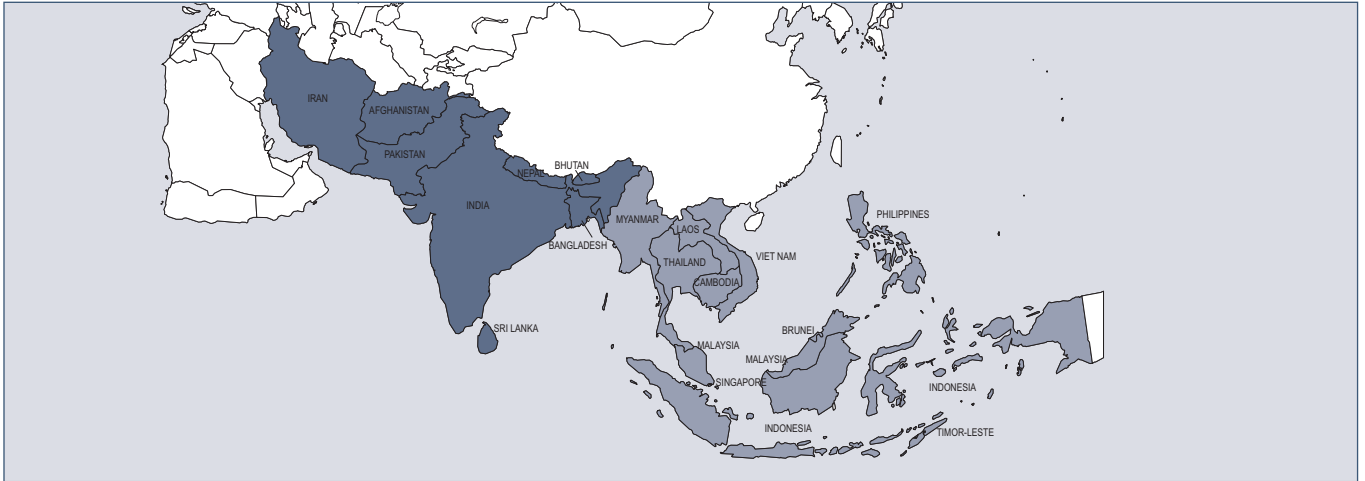 IRAN
AFGHANISTAN
PAKISTAN
BHUTAN
NEPAL
INDIA
BANGLADESH
MYANMAR
LAOS
PHILIPPINES
THAILAND
VIET NAM
CAMBODIA
SRI LANKA
BRUNEI
MALAYSIA
MALAYSIA
SINGAPORE
INDONESIA
INDONESIA
TIMOR-LESTE